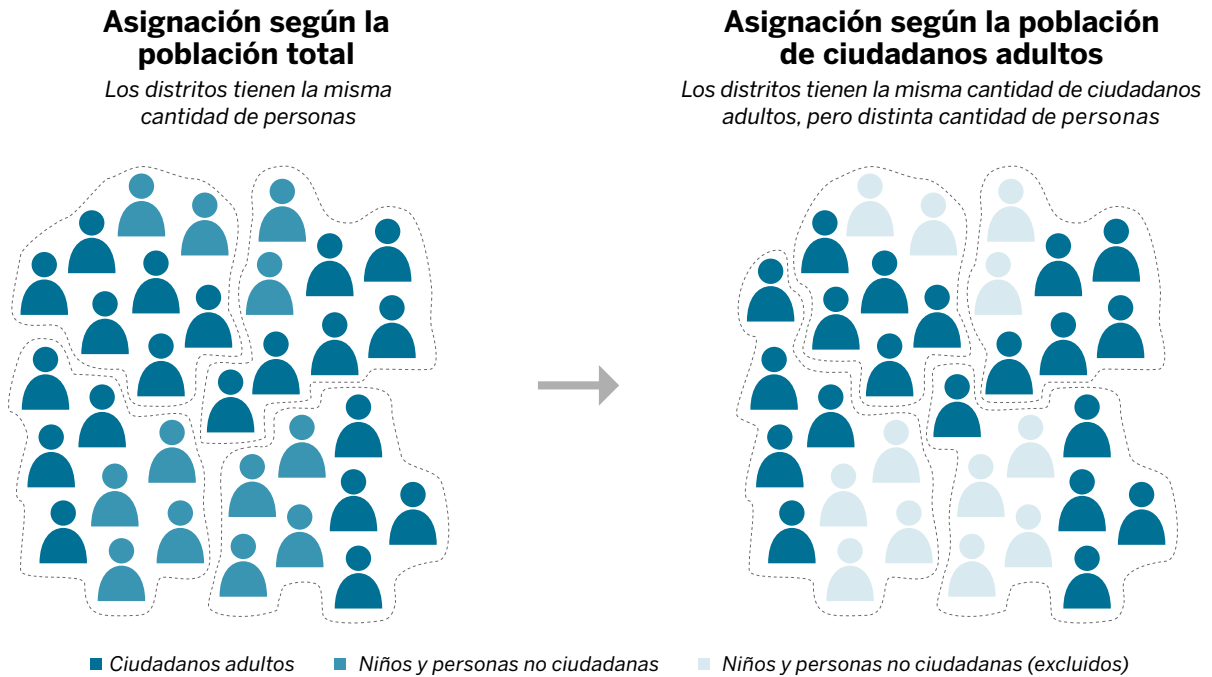 Asignación según la
población total
Los distritos tienen la misma
cantidad de personas
Asignación según la población
de ciudadanos adultos
Los distritos tienen la misma cantidad de ciudadanos
adultos, pero distinta cantidad de personas
Ciudadanos adultos
Niños y personas no ciudadanas
Niños y personas no ciudadanas (excluidos)